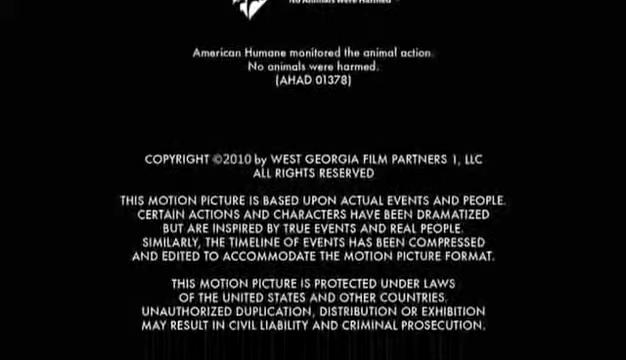 No Animals Were Harmed
American Humane monitored the animal action.
No animals were harmed.
(AHAD 01378)
COPYRIGHT ©2010 by WEST GEORGIA FILM PARTNERS 1, LLC
ALL RIGHTS RESERVED
THIS MOTION PICTURE IS BASED UPON ACTUAL EVENTS AND PEOPLE.
CERTAIN ACTIONS AND CHARACTERS HAVE BEEN DRAMATIZED
BUT ARE INSPIRED BY TRUE EVENTS AND REAL PEOPLE.
SIMILARLY, THE TIMELINE OF EVENTS HAS BEEN COMPRESSED
AND EDITED TO ACCOMMODATE THE MOTION PICTURE FORMAT.
THIS MOTION PICTURE IS PROTECTED UNDER LAWS
OF THE UNITED STATES AND OTHER COUNTRIES.
UNAUTHORIZED DUPLICATION, DISTRIBUTION OR EXHIBITION
MAY RESULT IN CIVIL LIABILITY AND CRIMINAL PROSECUTION.